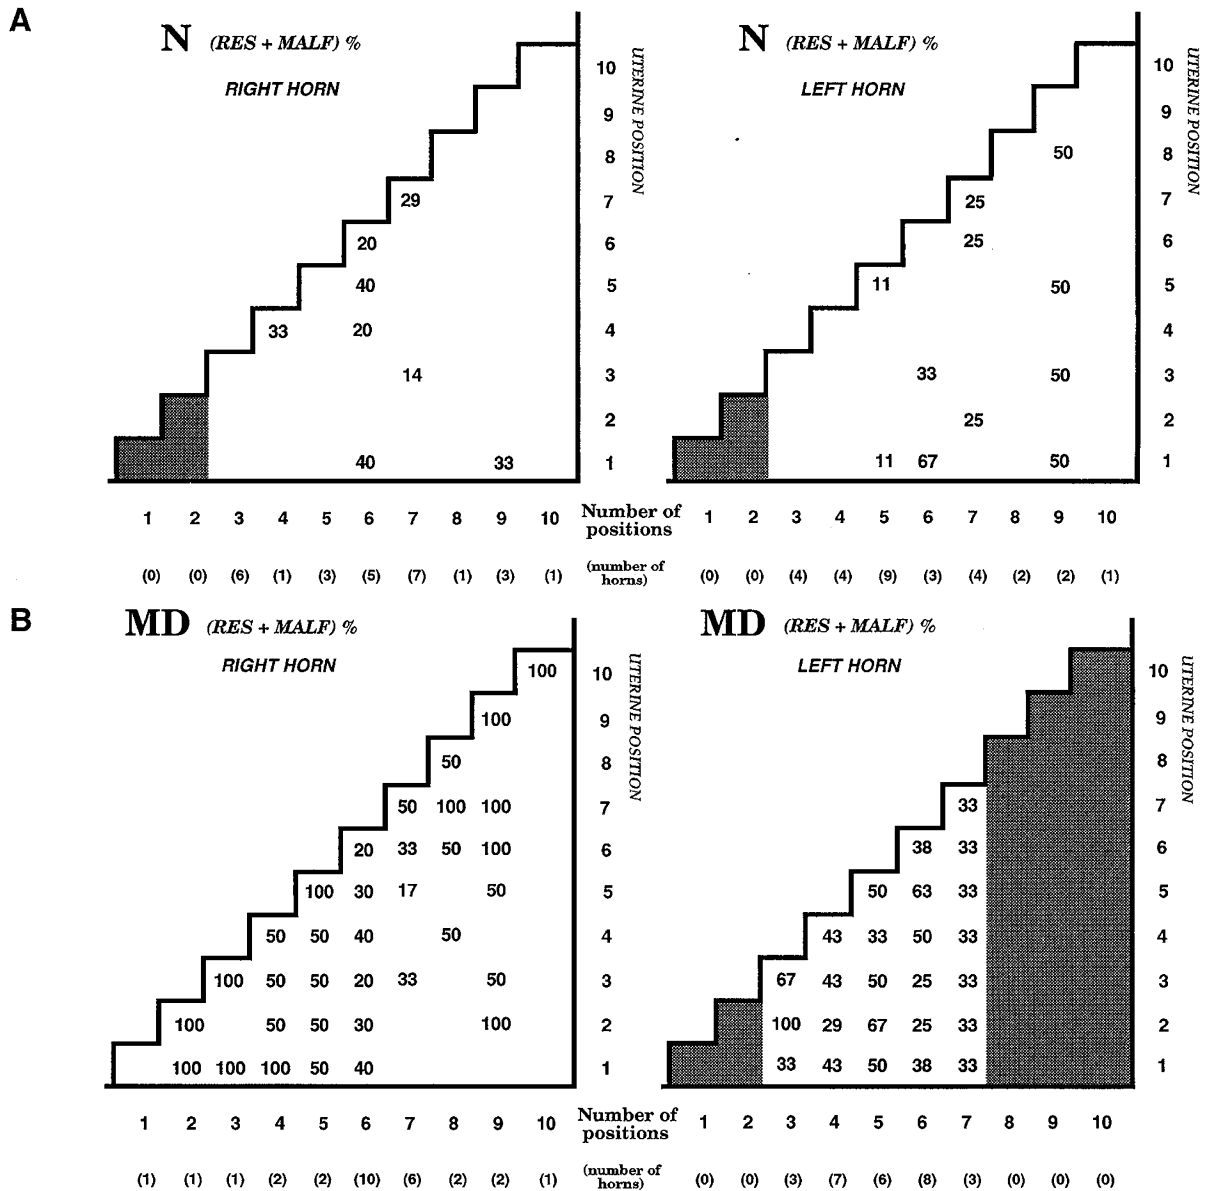 A
N (RES + MALF) %
RIGHT HORN
UTERINE POSITION
10
9
8
29 7
20 6
40 5
33 20 4
14 3
2
40 33 1
1 2 3 4 5 6 7 8 9 10
(0) (0) (6) (1) (3) (5) (7) (1) (3) (1)
Number of
positions
(number of
horns)
N (RES + MALF) %
LEFT HORN
UTERINE POSITION
10
9
50 8
25 7
25 6
11 50 5
4
33 50 3
25 2
11 67 50 1
1 2 3 4 5 6 7 8 9 10
(0) (0) (4) (4) (9) (3) (4) (2) (2) (1)
B
MD (RES + MALF) %
RIGHT HORN
UTERINE POSITION
100 10
100 9
50 8
50 100 100 7
20 33 50 100 6
100 30 17 50 5
50 50 40 50 4
100 50 50 20 33 50 3
100 50 50 30 100 2
100 100 100 50 40 1
1 2 3 4 5 6 7 8 9 10
(1) (1) (1) (2) (2) (10) (6) (2) (2) (1)
Number of
positions
(number of
horns)
MD (RES + MALF) %
LEFT HORN
UTERINE POSITION
10
9
8
33 7
38 33 6
50 63 33 5
43 33 50 33 4
67 43 50 25 33 3
100 29 67 25 33 2
33 43 50 38 33 1
1 2 3 4 5 6 7 8 9 10
(0) (0) (3) (7) (6) (8) (3) (0) (0) (0)